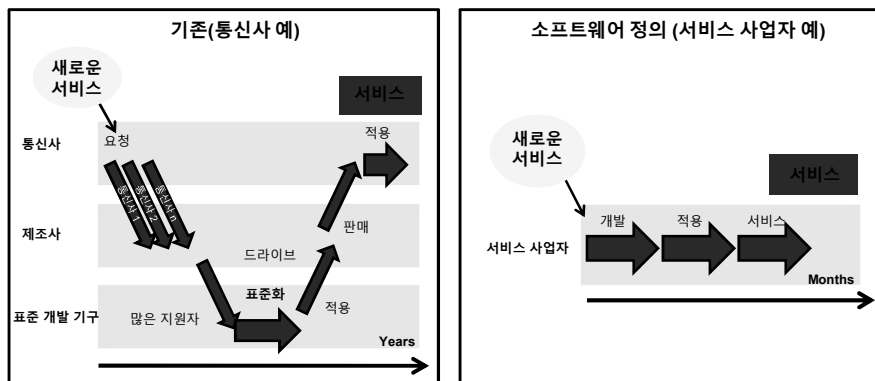 기존(통신사 예)
새로운
서비스
서비스
통신사
요청
적용
통신사 1
통신사 2
통신사 n
제조사
드라이브
판매
표준 개발 기구
많은 지원자
표준화
적용
Years
소프트웨어 정의 (서비스 사업자 예)
새로운
서비스
서비스
서비스 사업자
개발
적용
서비스
Months